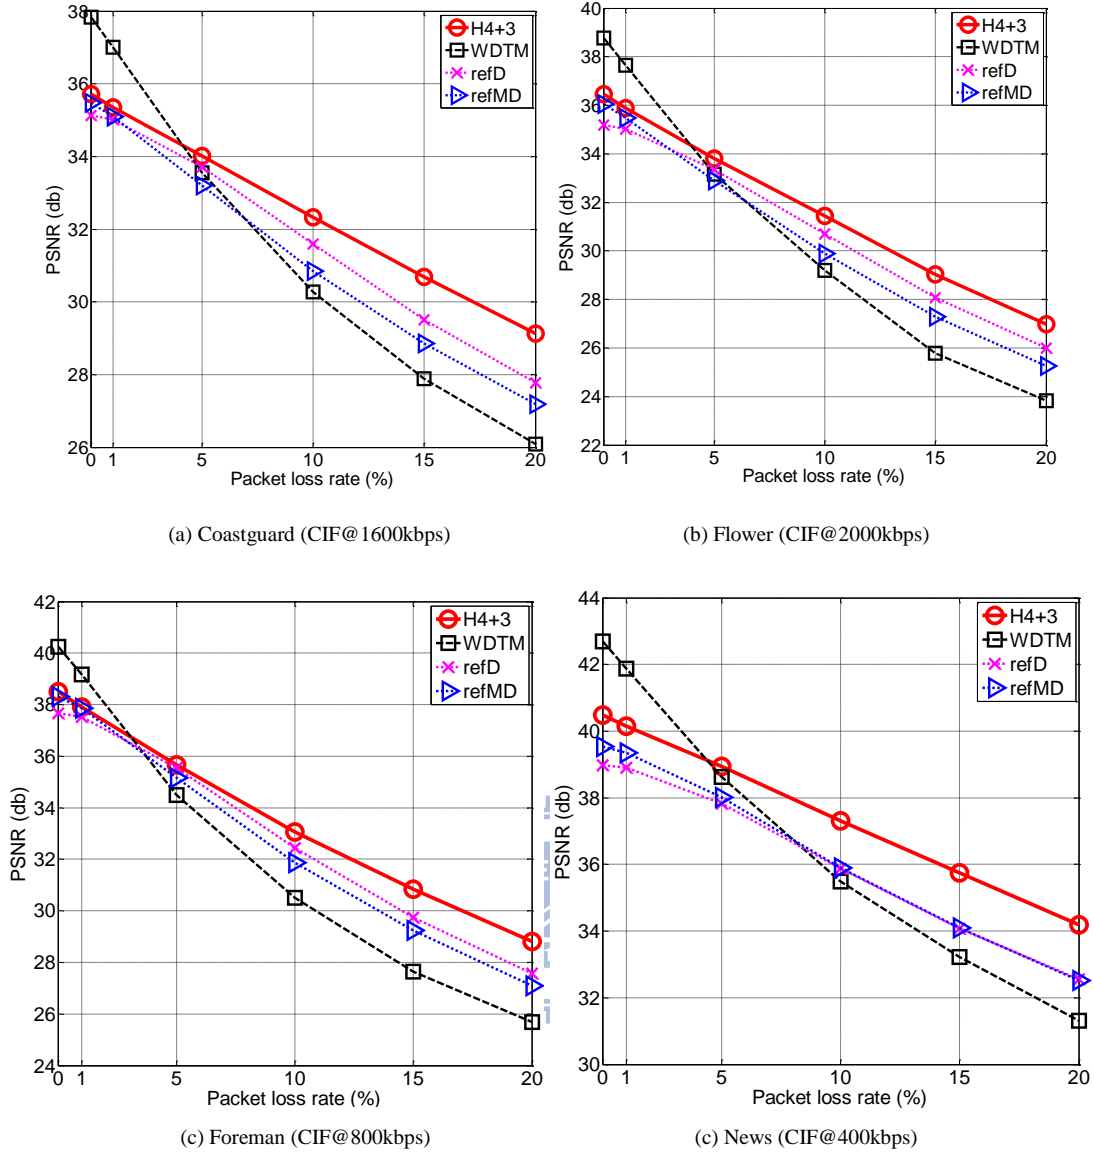 38
36
34
32
30
28
26
PSNR (db)
0 1 5 10 15 20
Packet loss rate (%)
H4+3
WDTM
refD
refMD
(a) Coastguard (CIF@1600kbps)
40
38
36
34
32
30
28
26
24
22
PSNR (db)
0 1 5 10 15 20
Packet loss rate (%)
H4+3
WDTM
refD
refMD
(b) Flower (CIF@2000kbps)
42
40
38
36
34
32
30
28
26
24
PSNR (db)
0 1 5 10 15 20
Packet loss rate (%)
H4+3
WDTM
refD
refMD
(c) Foreman (CIF@800kbps)
44
42
40
38
36
34
32
30
PSNR (db)
0 1 5 10 15 20
Packet loss rate (%)
H4+3
WDTM
refD
refMD
(c) News (CIF@400kbps)